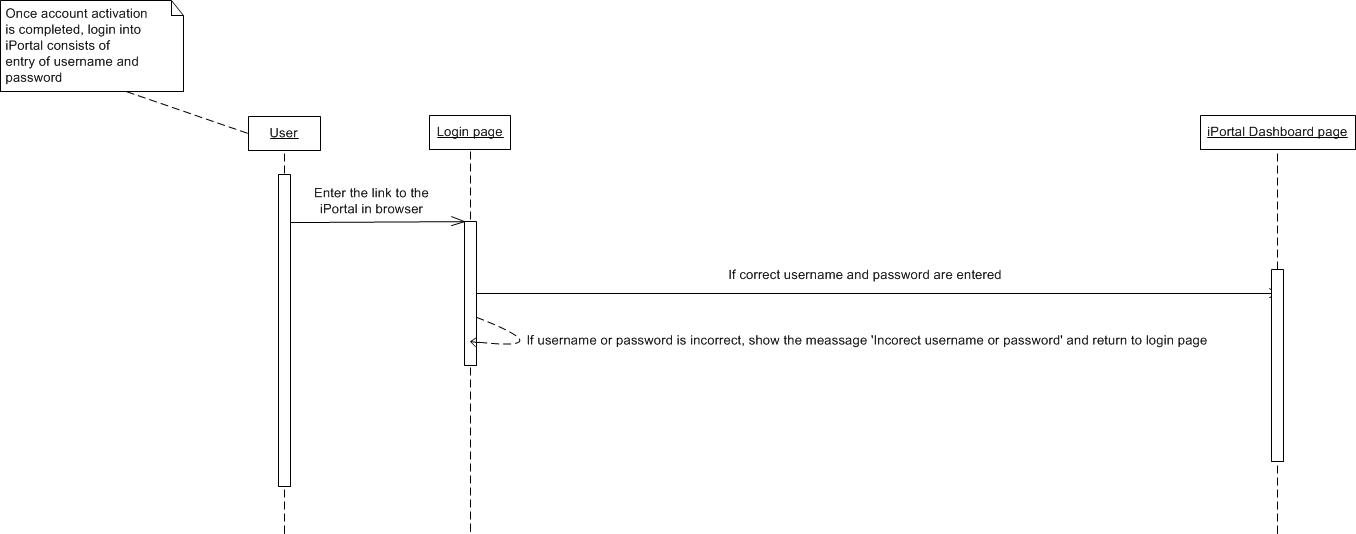 Once account activation
is completed, login into
iPortal consists of
entry of username and
password
User
Login page
iPortal Dashboard page
Enter the link to the
iPortal in browser
If correct username and password are entered
If username or password is incorrect, show the meassage 'Incorect username or password' and return to login page